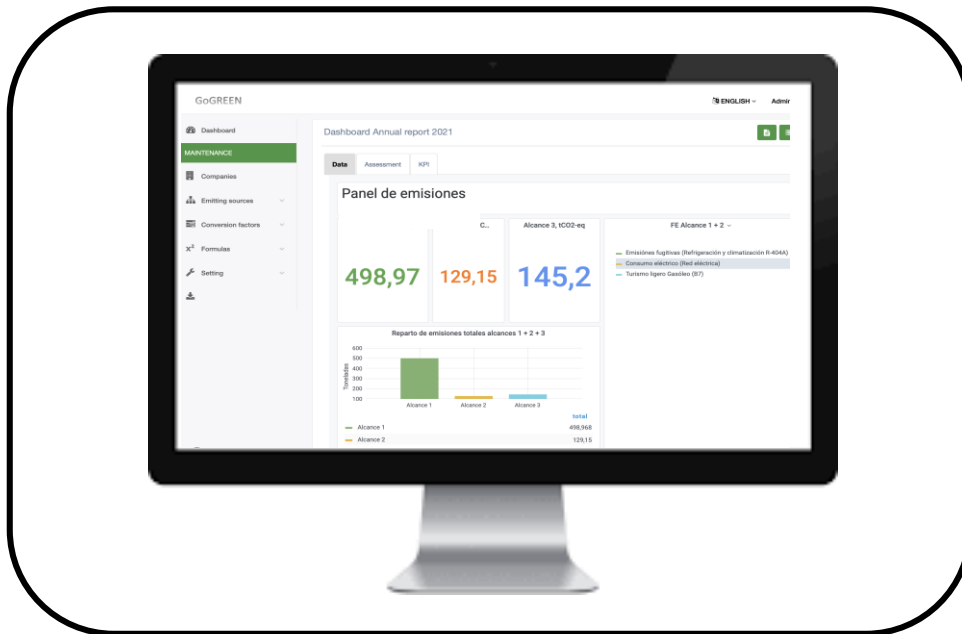 GoGREEN
ENGLISH
Admin
Dashboard
MAINTENANCE
Companies
Emitting sources
Conversion factors
x² Formulas
Setting
Dashboard Annual report 2021
Data Assessment KPI
Panel de emisiones
C...
Alcance 3, tCO2-eq
FE Alcance 1 + 2
498,97
129,15
145,2
Emisiónes fugitivas (Refrigeración y climatización R-404A)
Consumo eléctrico (Red eléctrica)
Turismo ligero Gasóleo (B7)
Reparto de emisiones totales alcances 1 + 2 + 3
Toneladas
600
500
400
300
200
100
Alcance 1 Alcance 2 Alcance 3
total
Alcance 1 498,968
Alcance 2 129,15